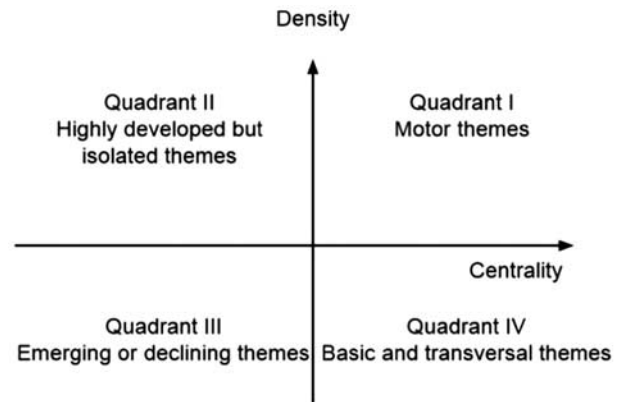 Density
Quadrant II
Highly developed but
isolated themes
Quadrant I
Motor themes
Centrality
Quadrant III
Emerging or declining themes
Quadrant IV
Basic and transversal themes